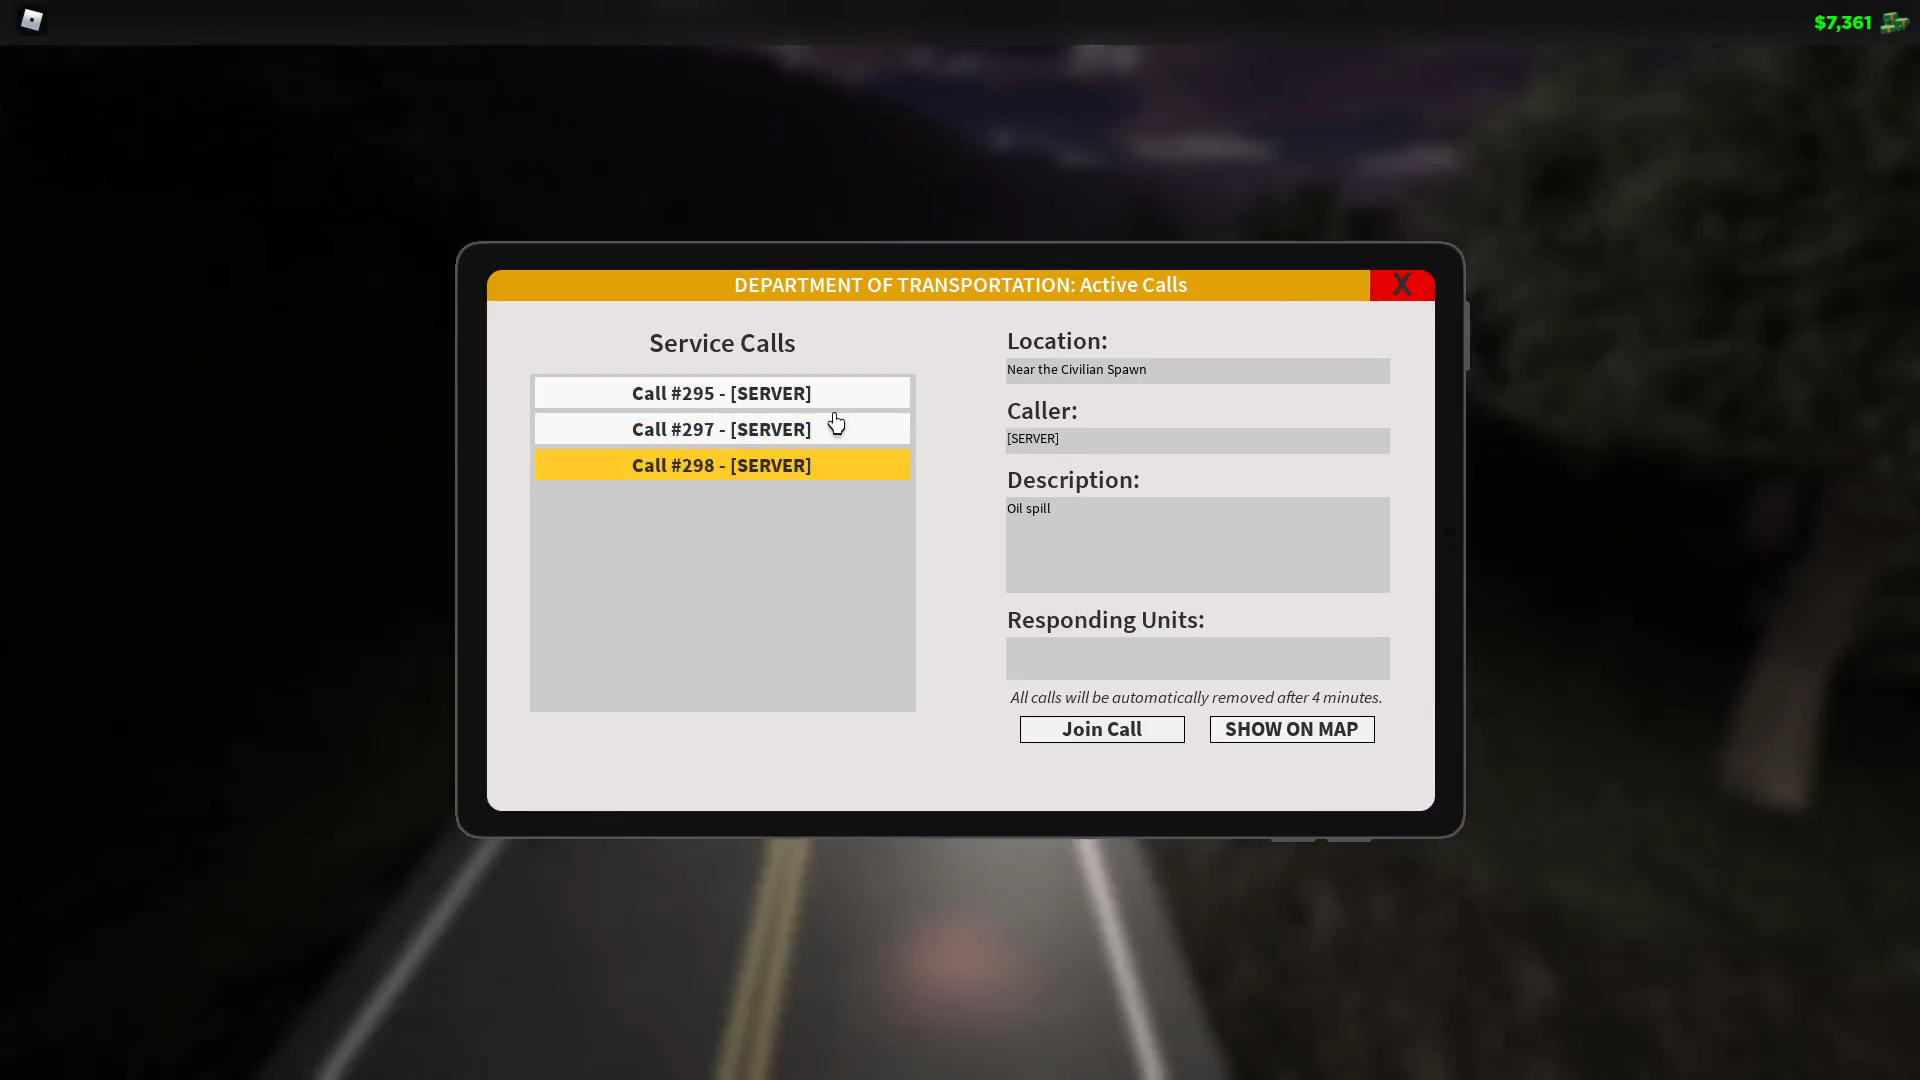 $7,361
DEPARTMENT OF TRANSPORTATION: Active Calls
X
Service Calls
Call #295 - [SERVER]
Call #297 - [SERVER]
Call #298 - [SERVER]
Location:
Near the Civilian Spawn
Caller:
[SERVER]
Description:
Oil spill
Responding Units:
All calls will be automatically removed after 4 minutes.
Join Call
SHOW ON MAP